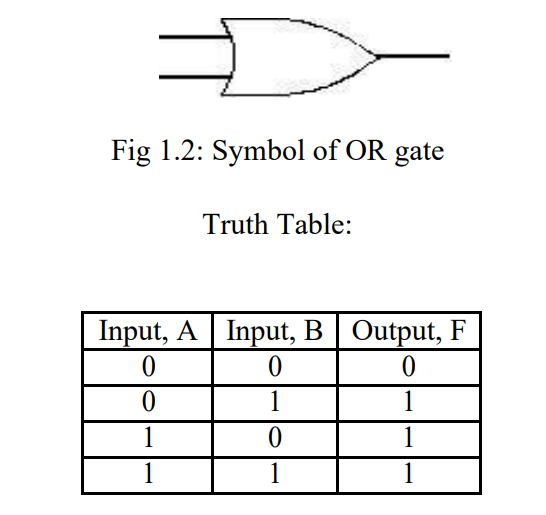 Fig 1.2: Symbol of OR gate
Truth Table:
Input, A Input, B Output, F
0 0 0
0 1 1
1 0 1
1 1 1